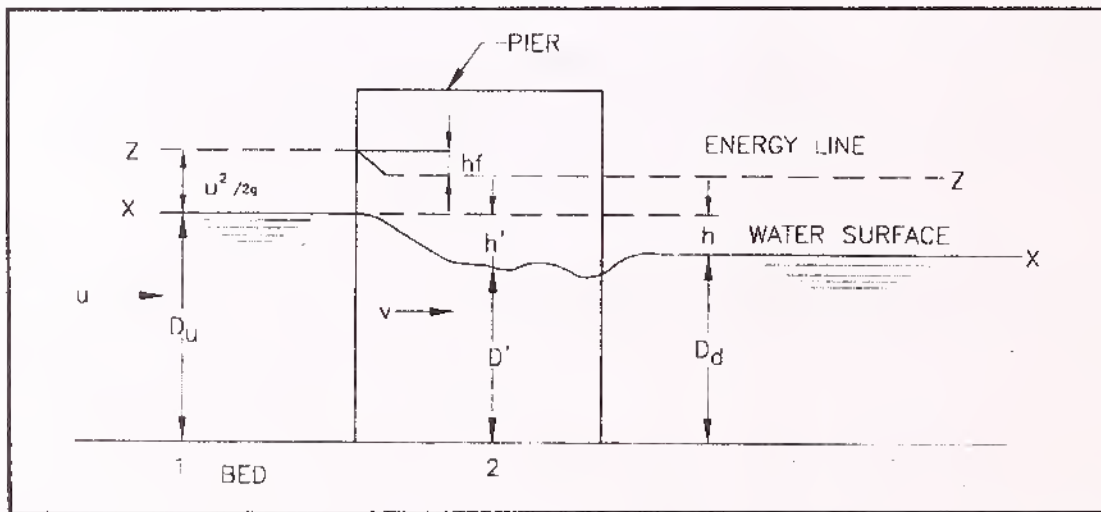 PIER
Z
hf
ENERGY LINE
Z
u²/2g
X
h'
h
WATER SURFACE
X
u
Du
v
D'
Dd
1
BED
2